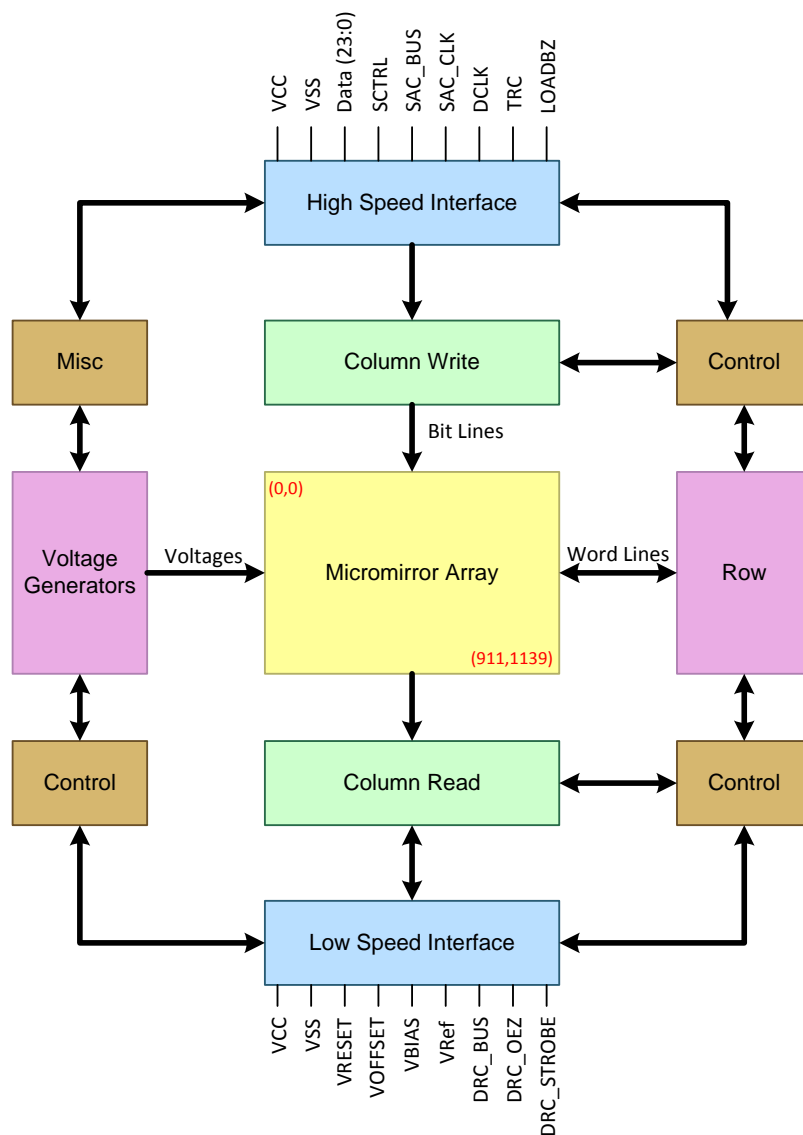 VCC
VSS
Data (23:0)
SCTRL
SAC_BUS
SAC_CLK
DCLK
TRC
LOADBZ
High Speed Interface
Misc
Column Write
Control
Bit Lines
(0,0)
Voltage
Generators
Voltages
Micromirror Array
Word Lines
Row
(911,1139)
Control
Column Read
Control
Low Speed Interface
VCC
VSS
VRESET
VOFFSET
VBIAS
VRef
DRC_BUS
DRC_OEZ
DRC_STROBE